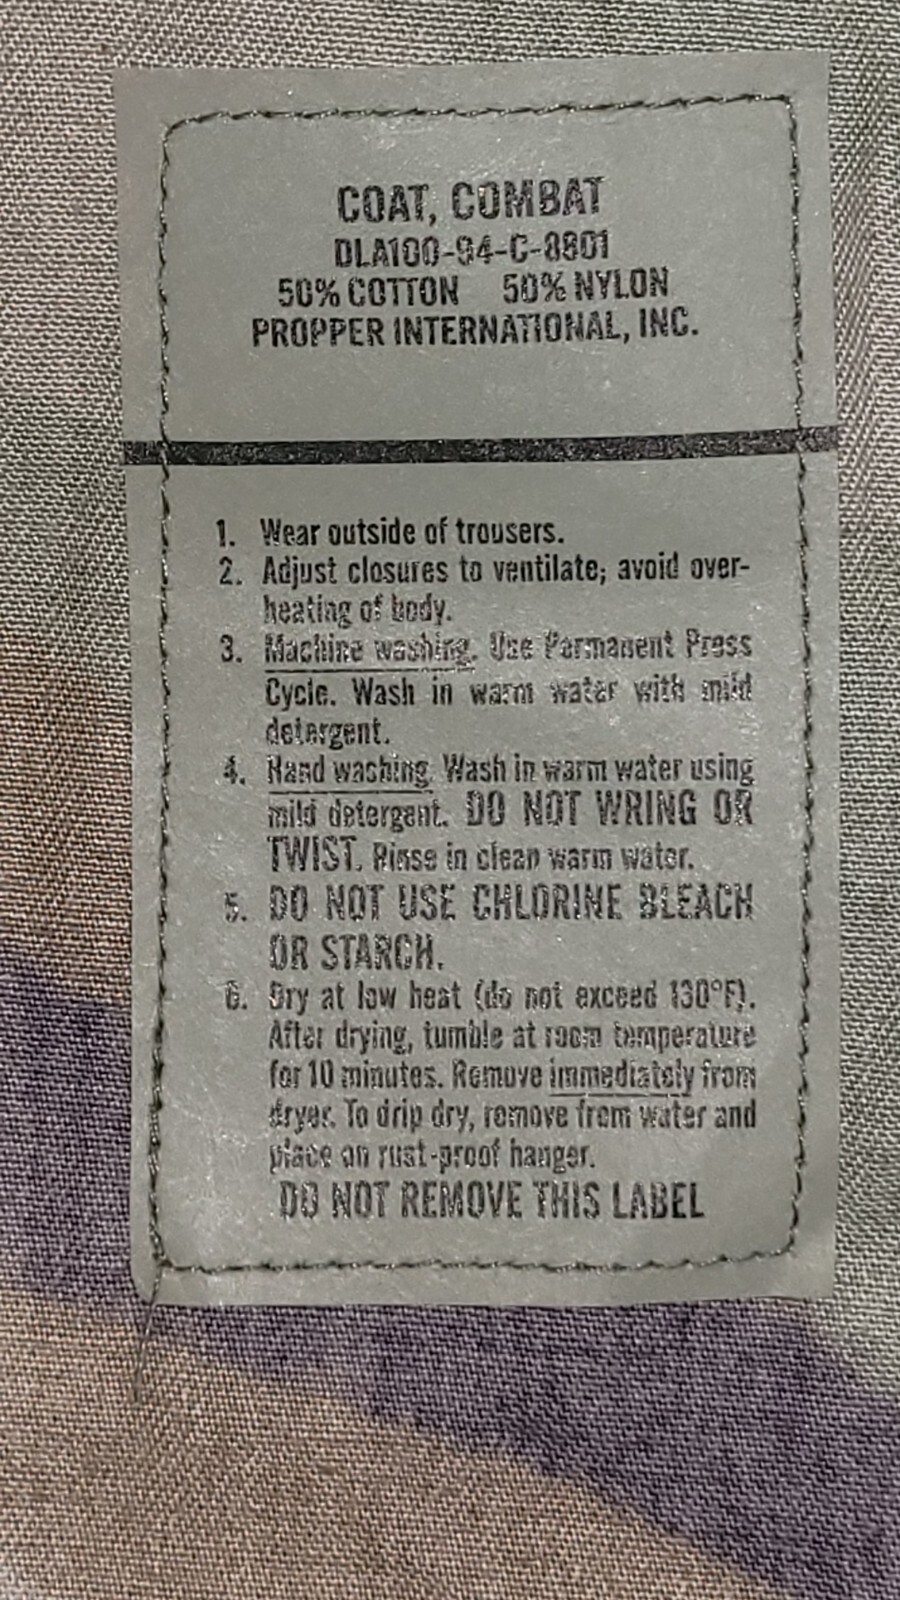 COAT, COMBAT
DLA100-94-C-8801
50% COTTON 50% NYLON
PROPPER INTERNATIONAL, INC.
1. Wear outside of trousers.
2. Adjust closures to ventilate; avoid over-
heating of body.
3. Machine washing. Use Permanent Press
Cycle. Wash in warm water with mild
detergent.
4. Hand washing. Wash in warm water using
mild detergent. DO NOT WRING OR
TWIST. Rinse in clean warm water.
5. DO NOT USE CHLORINE BLEACH
OR STARCH.
6. Dry at low heat (do not exceed 130°F).
After drying, tumble at room temperature
for 10 minutes. Remove immediately from
dryer. To drip dry, remove from water and
place on rust-proof hanger.
DO NOT REMOVE THIS LABEL